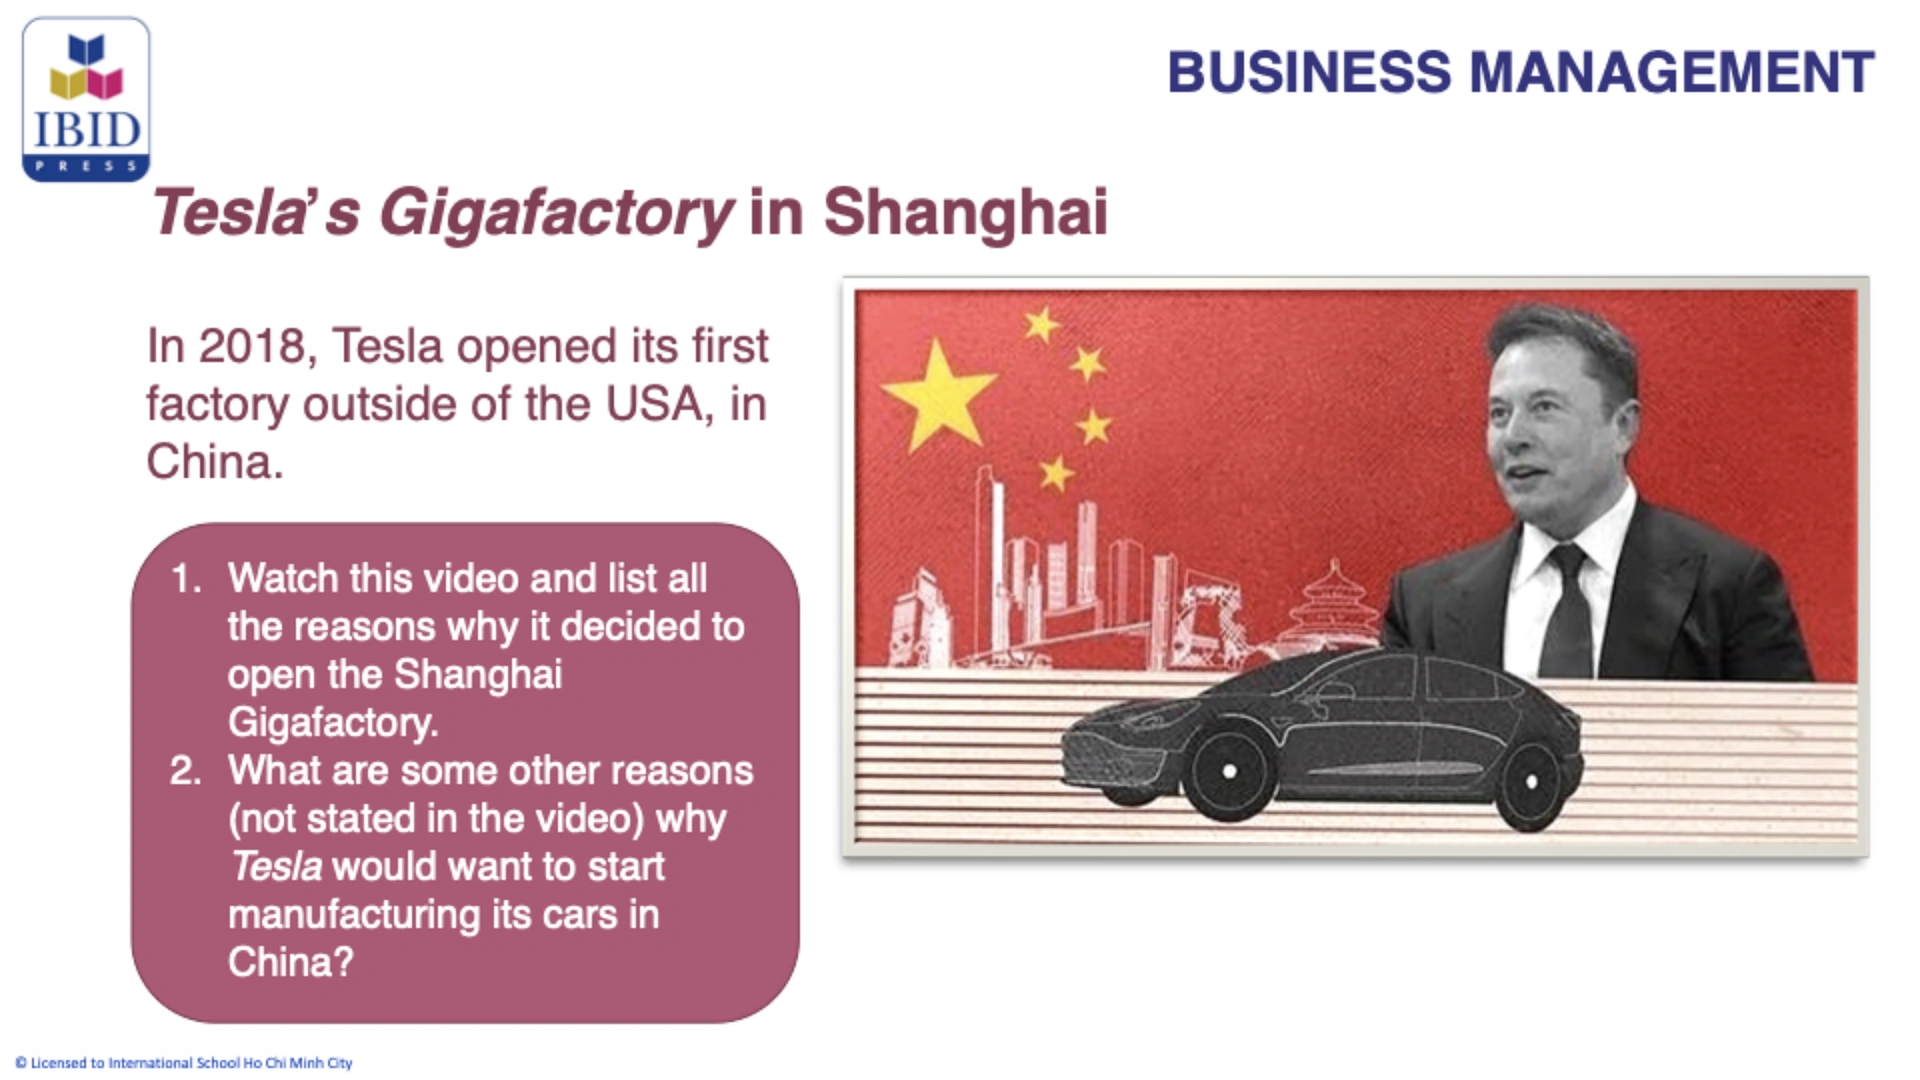 IBID
PRESS
BUSINESS MANAGEMENT
Tesla's Gigafactory in Shanghai
In 2018, Tesla opened its first
factory outside of the USA, in
China.
1. Watch this video and list all
the reasons why it decided to
open the Shanghai
Gigafactory.
2. What are some other reasons
(not stated in the video) why
Tesla would want to start
manufacturing its cars in
China?
© Licensed to International School Ho Chi Minh City